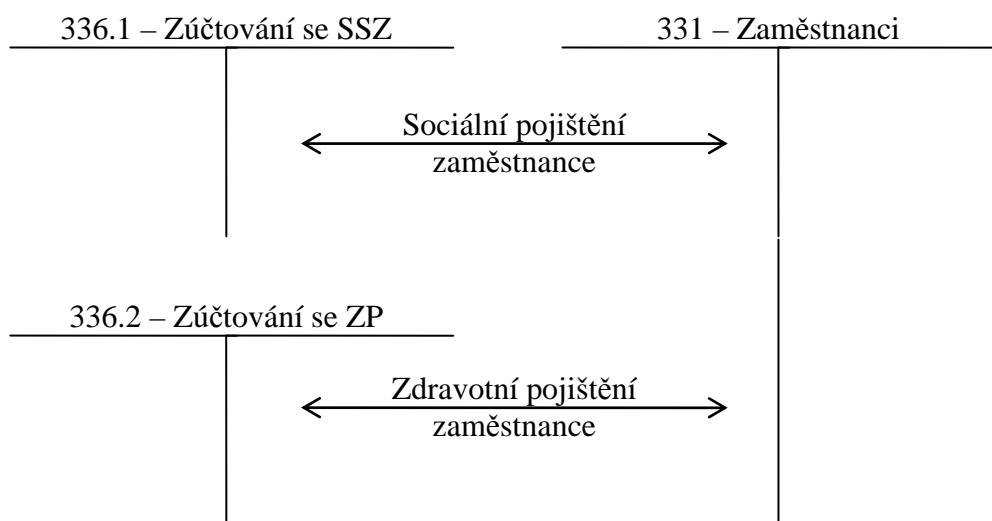 336.1 – Zúčtování se SSZ
331 – Zaměstnanci
Sociální pojištění
zaměstnance
336.2 – Zúčtování se ZP
Zdravotní pojištění
zaměstnance